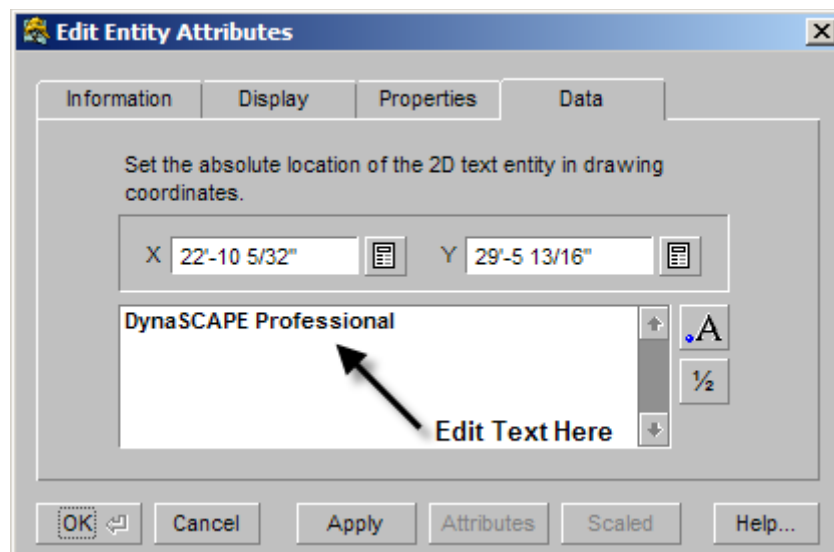 Edit Entity Attributes
Information Display Properties Data
Set the absolute location of the 2D text entity in drawing
coordinates.
X 22'-10 5/32" Y 29'-5 13/16"
DynaSCAPE Professional
.A
½
Edit Text Here
OK Cancel Apply Attributes Scaled Help...